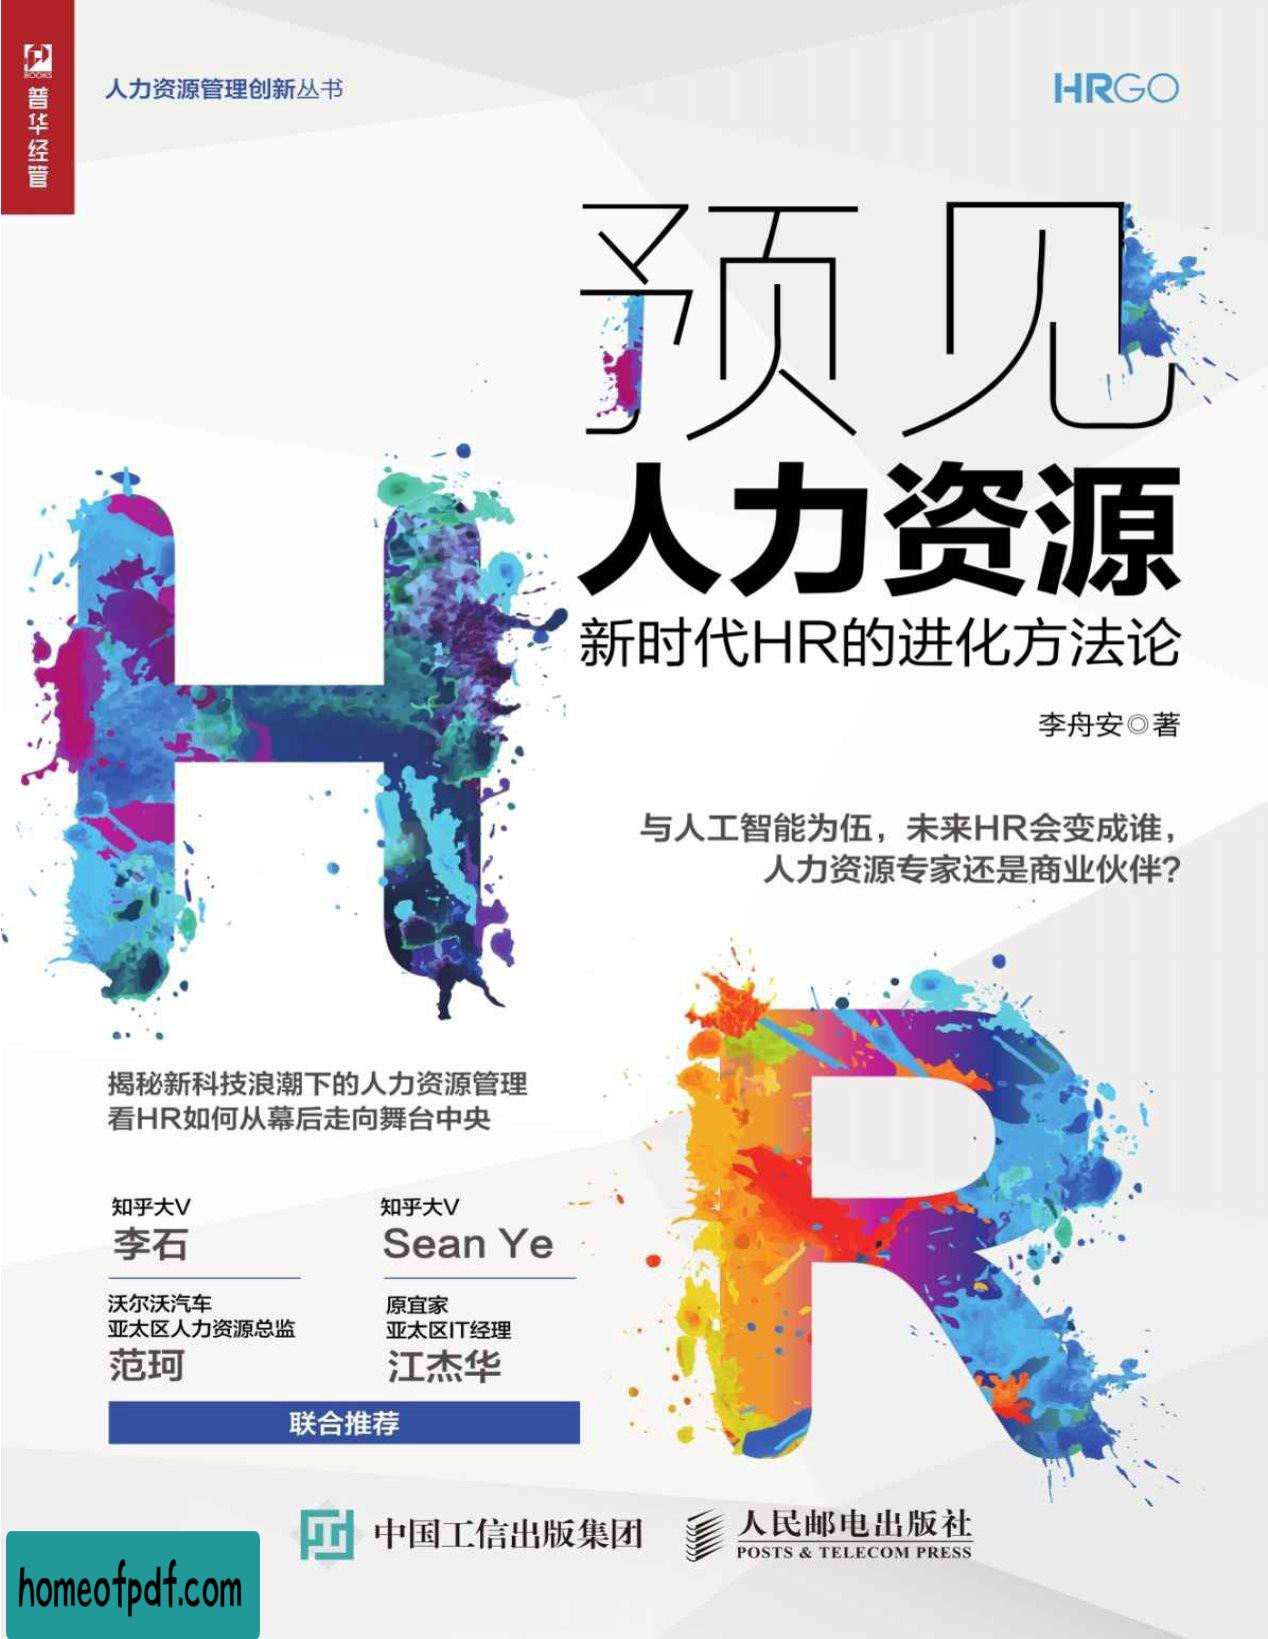 BOOKS
普华经管
人力资源管理创新丛书
HRGO
预见
人力资源
新时代HR的进化方法论
李舟安◎著
与人工智能为伍，未来HR会变成谁，
人力资源专家还是商业伙伴?
HR
揭秘新科技浪潮下的人力资源管理
看HR如何从幕后走向舞台中央
知乎大V
李石
知乎大V
Sean Ye
沃尔沃汽车
亚太区人力资源总监
范珂
原宜家
亚太区IT经理
江杰华
联合推荐
中国工信出版集团
人民邮电出版社
POSTS & TELECOM PRESS
homeofpdf.com